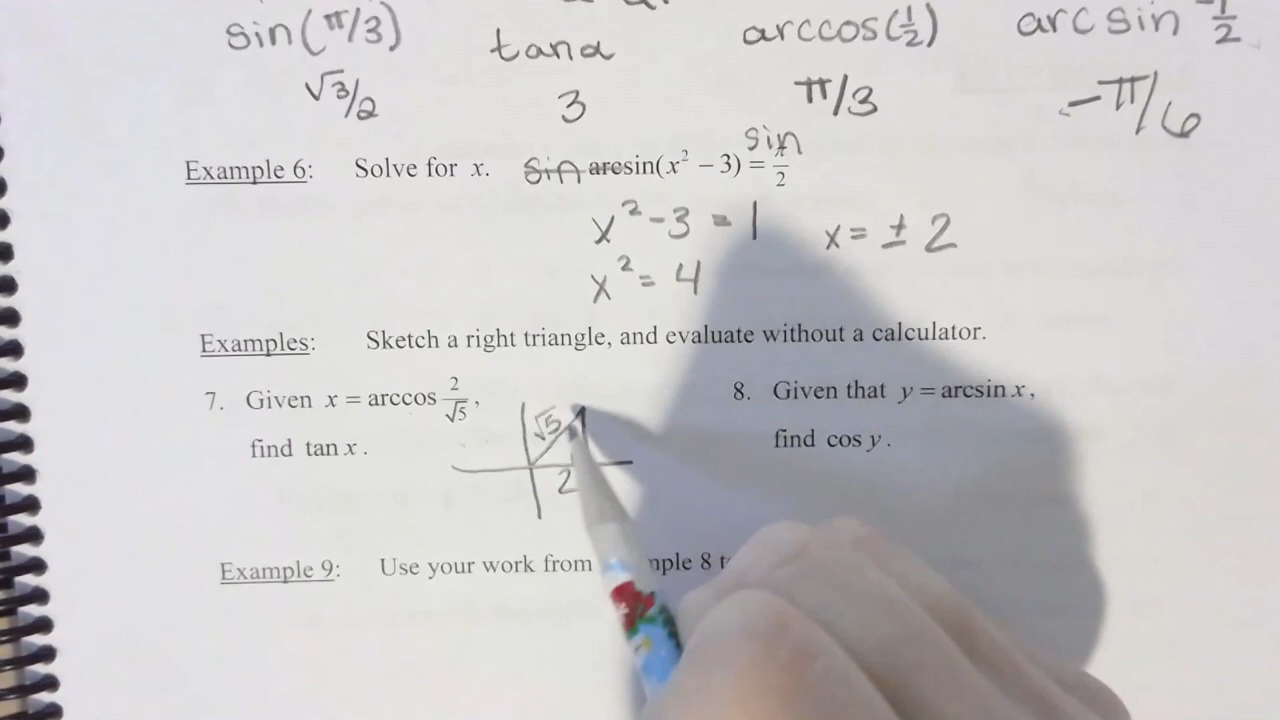 sin(π/3) tan α arccos(½) arcsin -½
√3/2 3 π/3 -π/6
Example 6: Solve for x. sin arcsin(x² − 3) = sin π/2
x² - 3 = 1 x = ± 2
x² = 4
Examples: Sketch a right triangle, and evaluate without a calculator.
7. Given x = arccos 2/√5, 8. Given that y = arcsin x,
find tan x. find cos y.
√5
2
Example 9: Use your work from